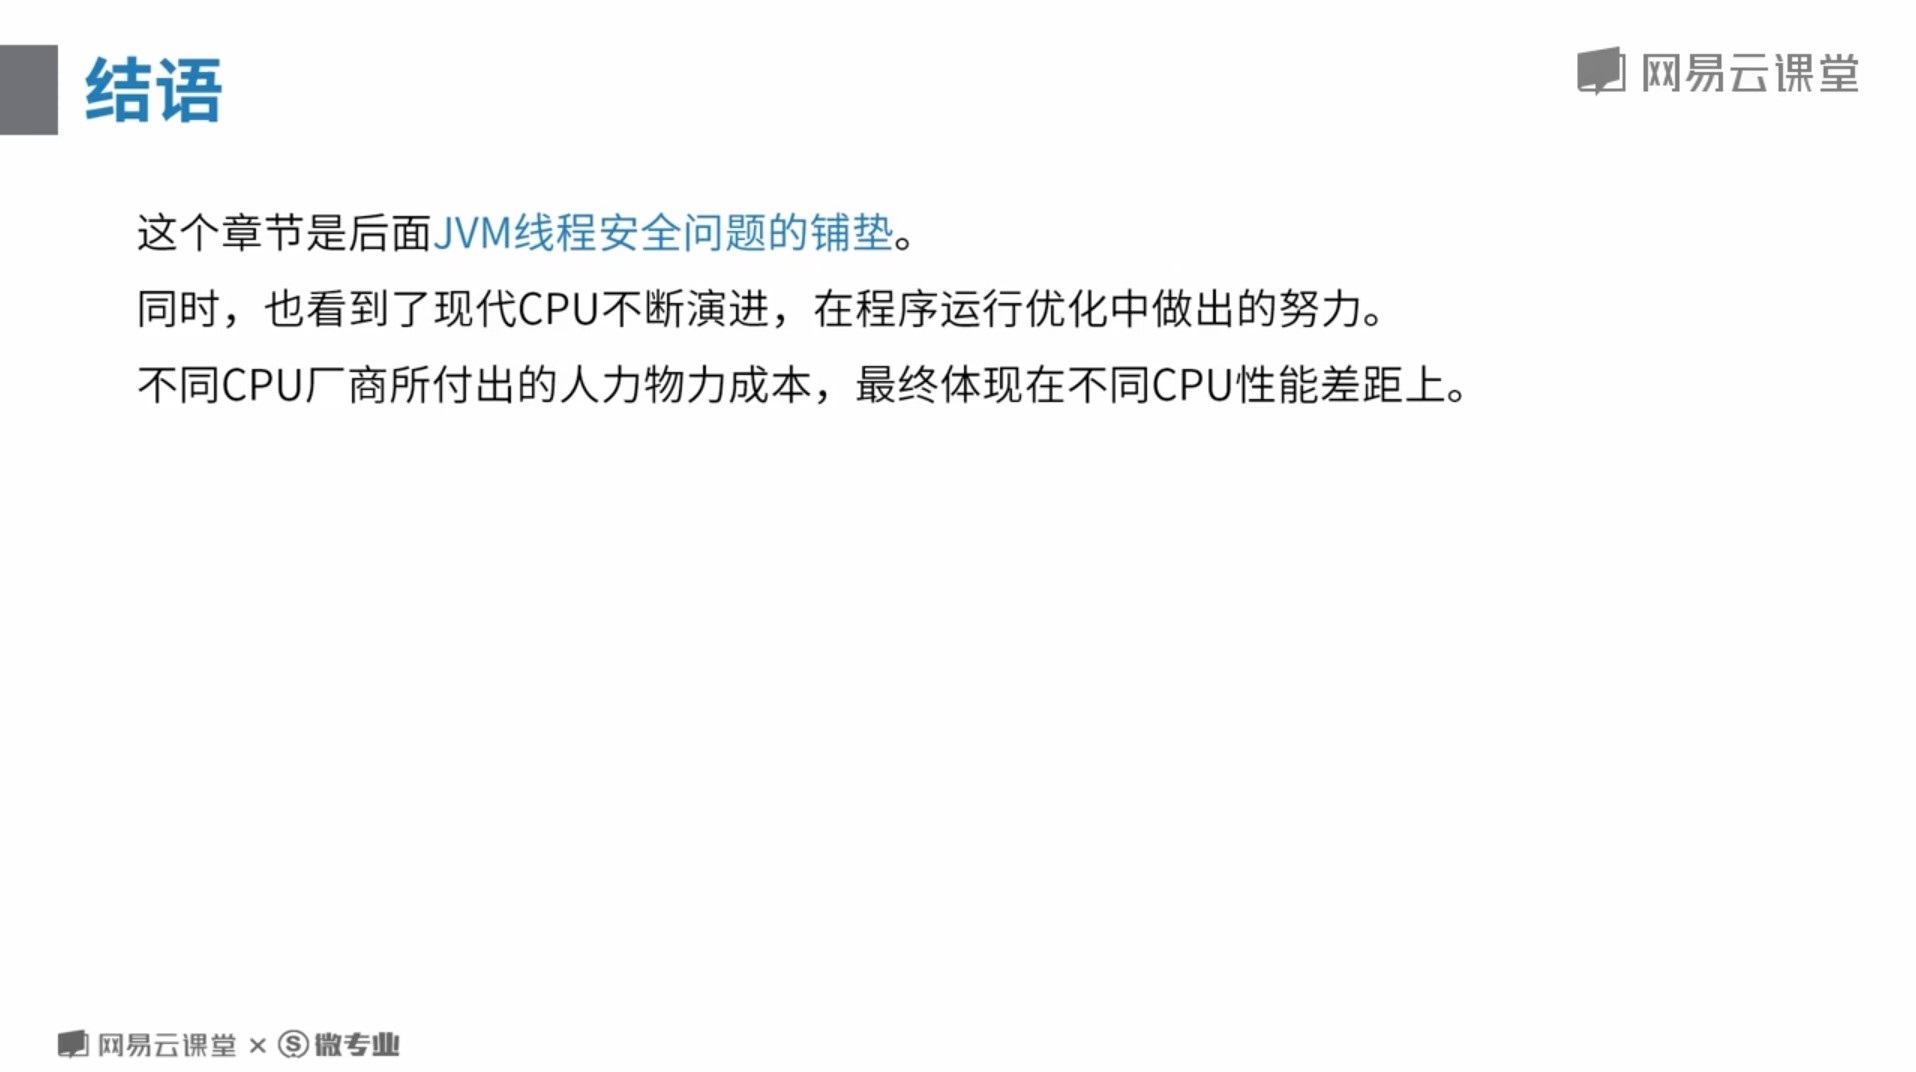 结语
网易云课堂
这个章节是后面JVM线程安全问题的铺垫。
同时，也看到了现代CPU不断演进，在程序运行优化中做出的努力。
不同CPU厂商所付出的人力物力成本，最终体现在不同CPU性能差距上。
网易云课堂 × S 微专业